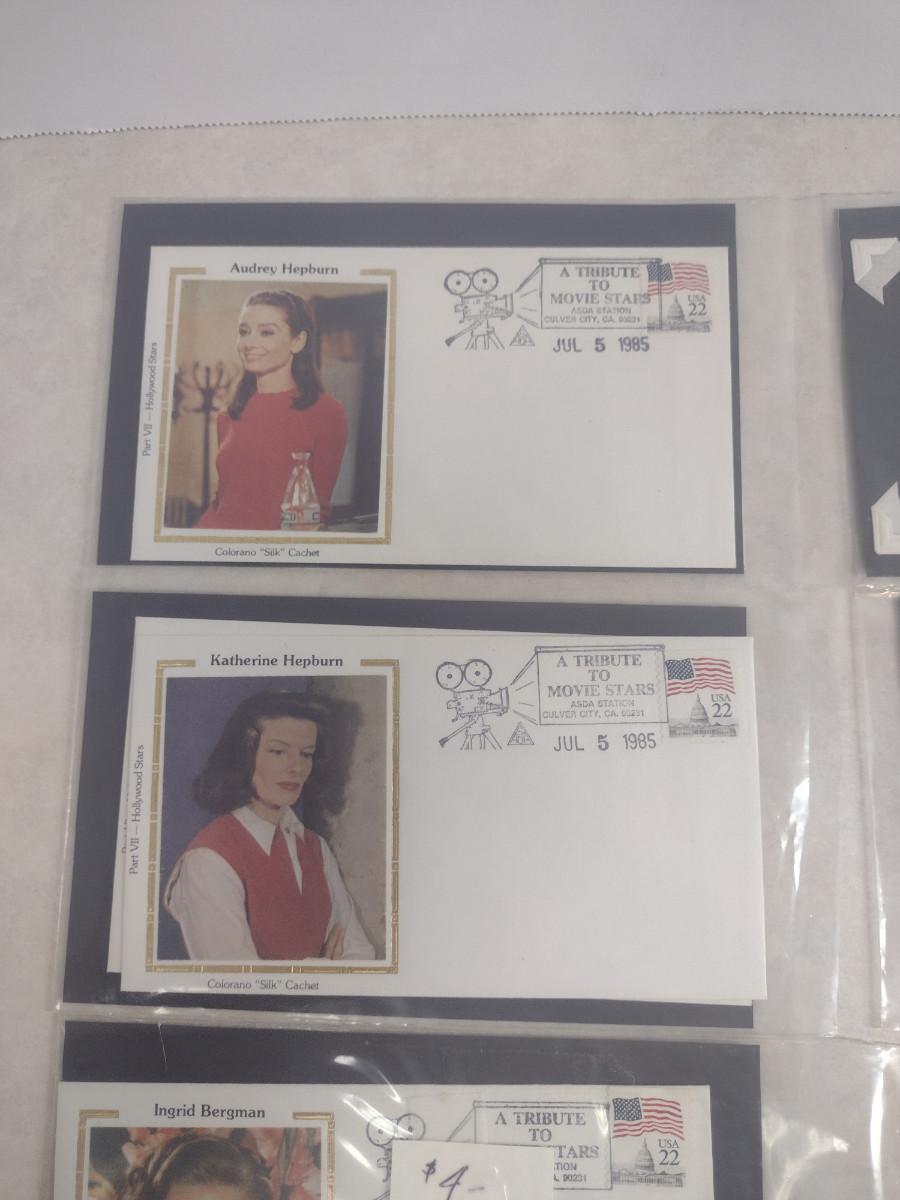 Audrey Hepburn
Part VII — Hollywood Stars
Colorano "Silk" Cachet
A TRIBUTE
TO
MOVIE STARS
ASDA STATION
CULVER CITY, CA. 90231
JUL 5 1985
USA
22
Katherine Hepburn
Part VII — Hollywood Stars
Colorano "Silk" Cachet
A TRIBUTE
TO
MOVIE STARS
ASDA STATION
CULVER CITY, CA. 90231
JUL 5 1985
USA
22
Ingrid Bergman
A TRIBUTE
TO
STARS
TION
A. 90231
USA
22
$4-